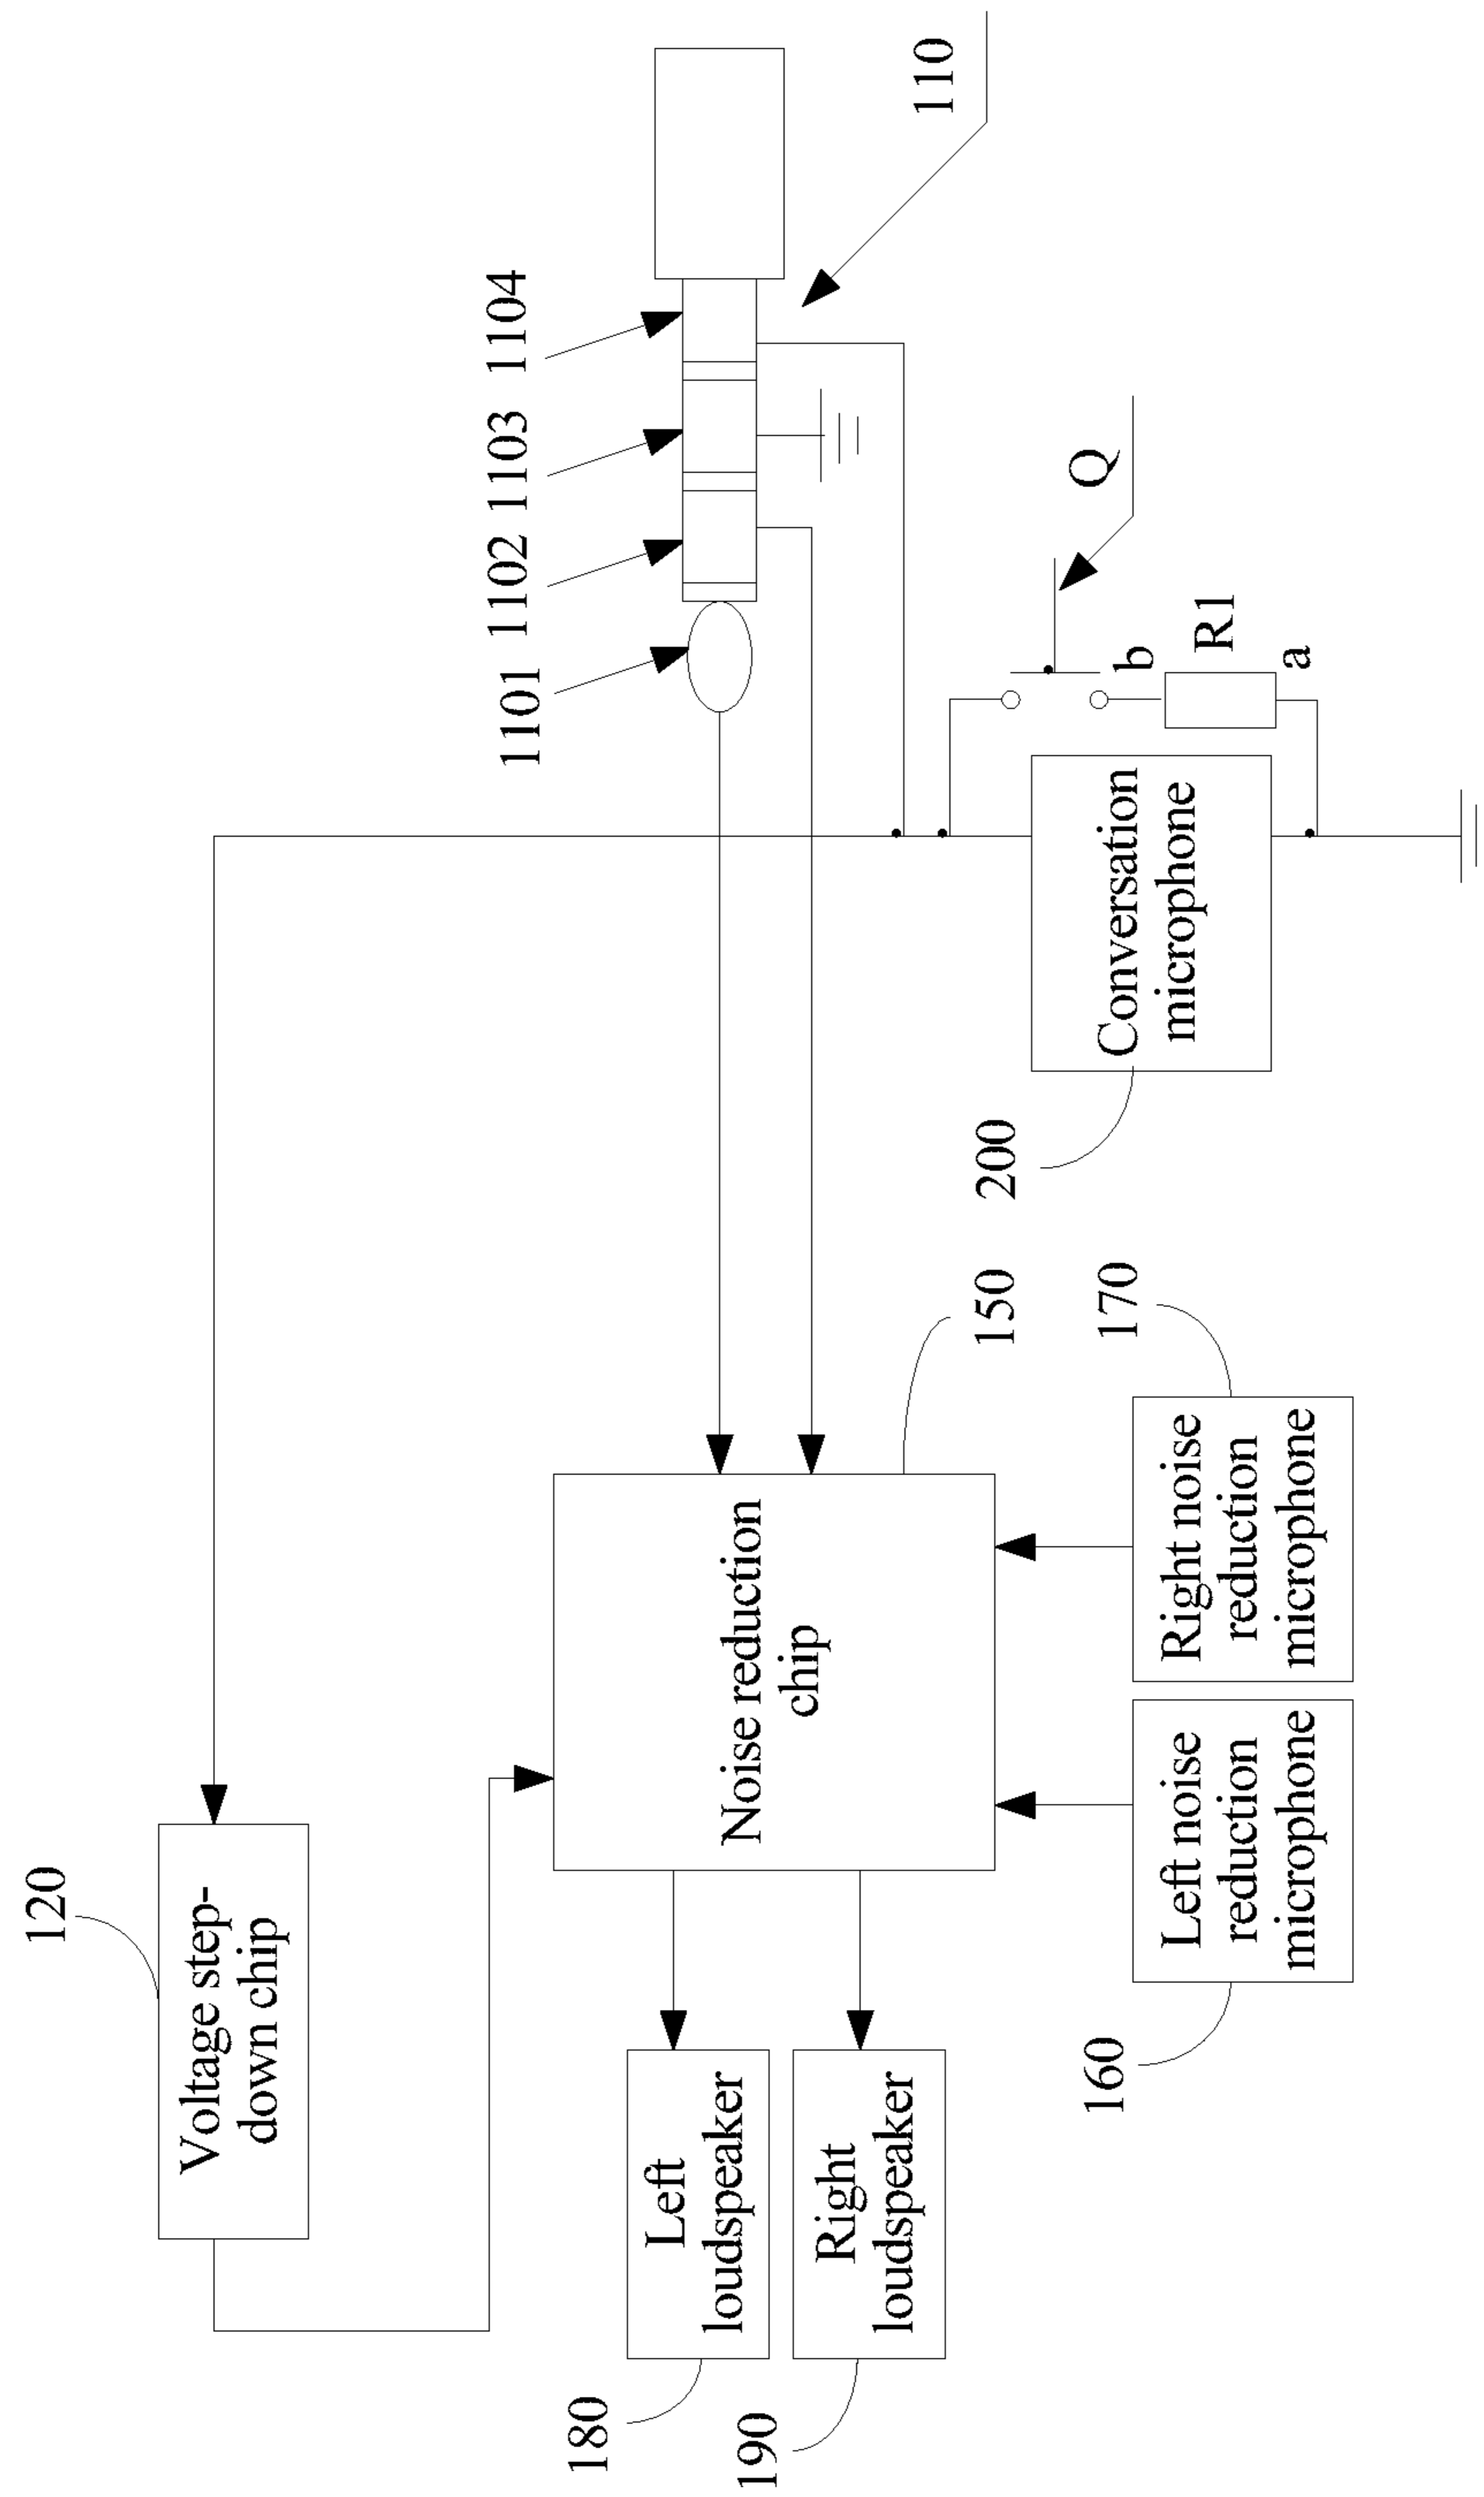 120
Voltage step-
down chip
1101
1102
1103
1104
110
180
Left
loudspeaker
190
Right
loudspeaker
Noise reduction
chip
150
200
Conversation
microphone
Q
b
R1
a
160
Left noise
reduction
microphone
170
Right noise
reduction
microphone